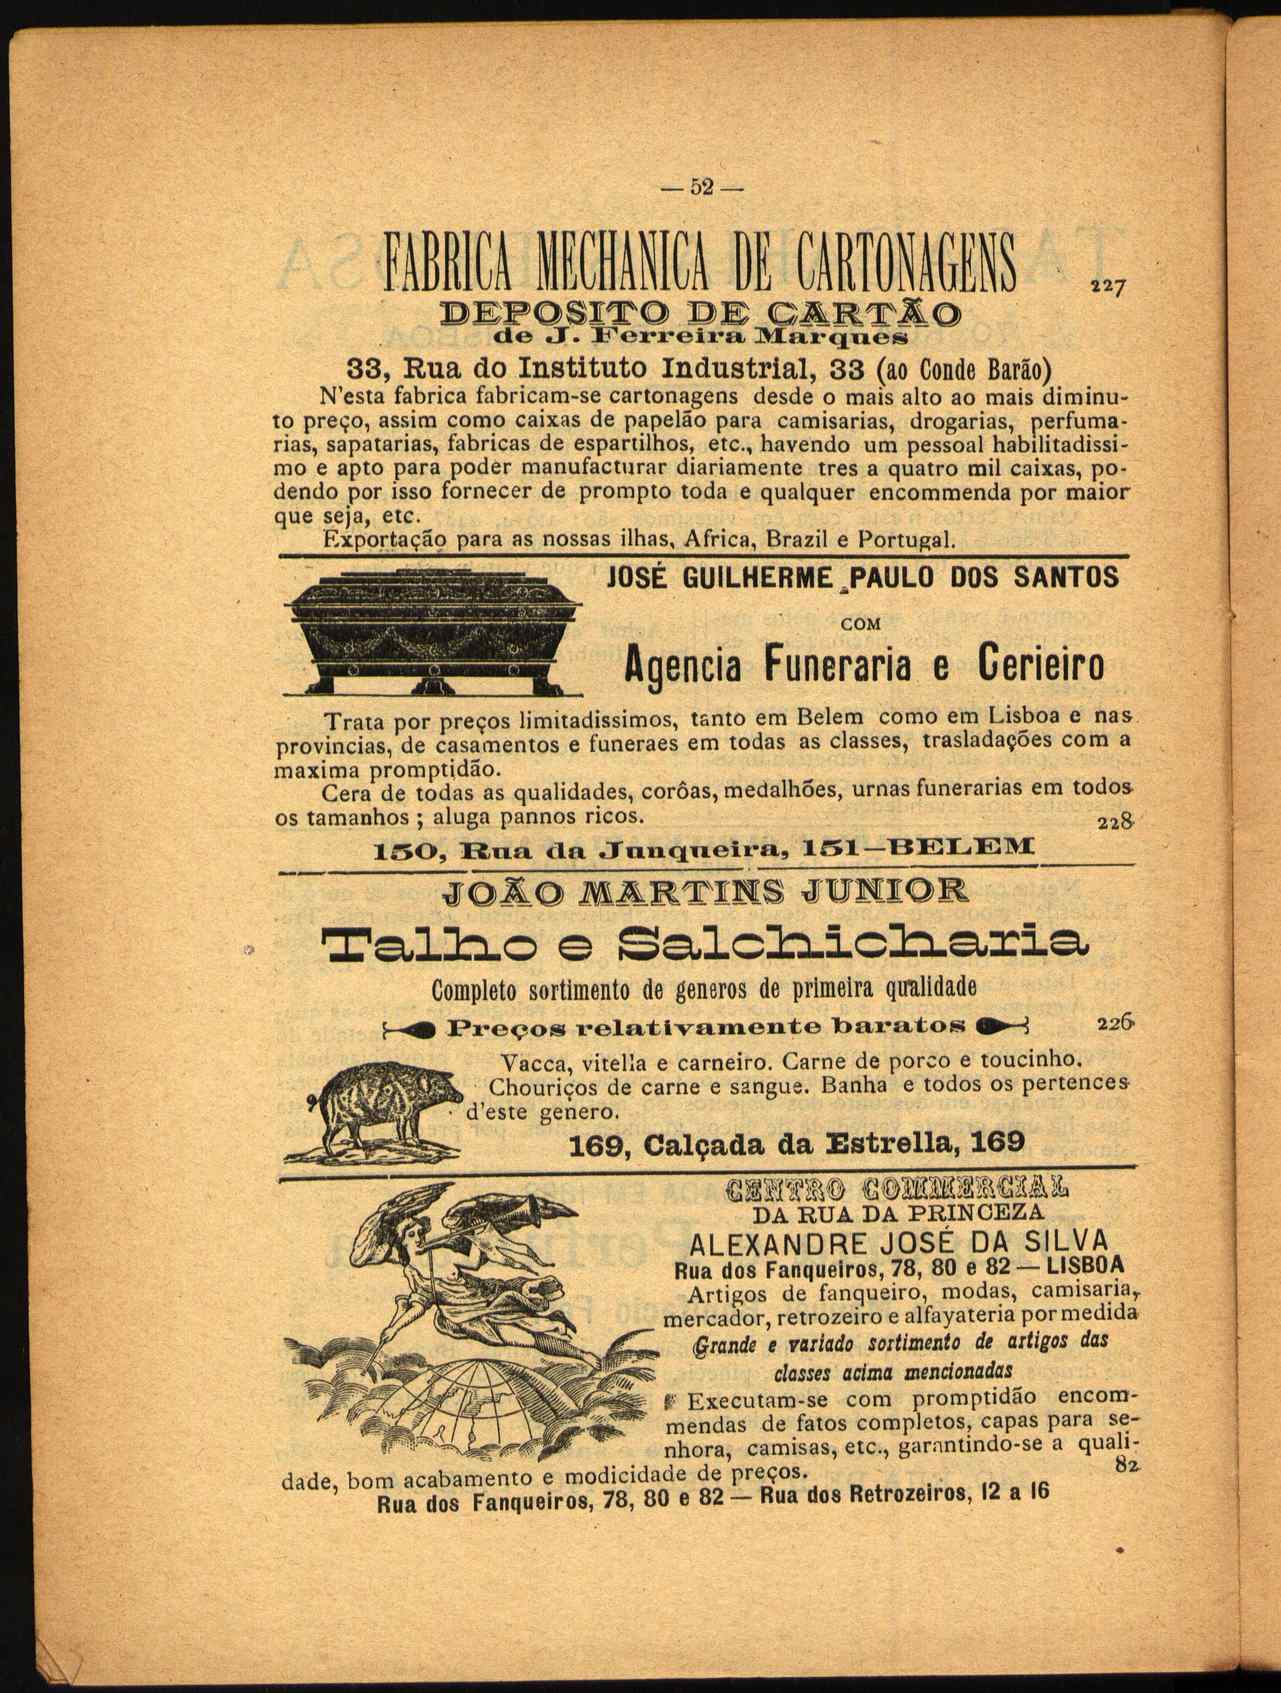 — 52 —
FABRICA MECHANICA DE CARTONAGENS
227
DEPOSITO DE CARTÃO
de J. Ferreira Marques
33, Rua do Instituto Industrial, 33 (ao Conde Barão)
N'esta fabrica fabricam-se cartonagens desde o mais alto ao mais diminu-
to preço, assim como caixas de papelão para camisarias, drogarias, perfuma-
rias, sapatarias, fabricas de espartilhos, etc., havendo um pessoal habilitadissi-
mo e apto para poder manufacturar diariamente tres a quatro mil caixas, po-
dendo por isso fornecer de prompto toda e qualquer encommenda por maior
que seja, etc.
Exportação para as nossas ilhas, Africa, Brazil e Portugal.
JOSÉ GUILHERME PAULO DOS SANTOS
COM
Agencia Funeraria e Cerieiro
Trata por preços limitadissimos, tanto em Belem como em Lisboa e nas
provincias, de casamentos e funeraes em todas as classes, trasladações com a
maxima promptidão.
Cera de todas as qualidades, corôas, medalhões, urnas funerarias em todos
os tamanhos ; aluga pannos ricos.
228
150, Rua da Junqueira, 151—BELEM
JOÃO MARTINS JUNIOR
Talho e Salchicharia
Completo sortimento de generos de primeira qualidade
Preços relativamente baratos
226
Vacca, vitella e carneiro. Carne de porco e toucinho.
Chouriços de carne e sangue. Banha e todos os pertences
d'este genero.
169, Calçada da Estrella, 169
CENTRO COMMERCIAL
DA RUA DA PRINCEZA
ALEXANDRE JOSÉ DA SILVA
Rua dos Fanqueiros, 78, 80 e 82 — LISBOA
Artigos de fanqueiro, modas, camisaria,
mercador, retrozeiro e alfayateria por medida
Grande e variado sortimento de artigos das
classes acima mencionadas
Executam-se com promptidão encom-
mendas de fatos completos, capas para se-
nhora, camisas, etc., garantindo-se a quali-
dade, bom acabamento e modicidade de preços.
82
Rua dos Fanqueiros, 78, 80 e 82 — Rua dos Retrozeiros, 12 a 16